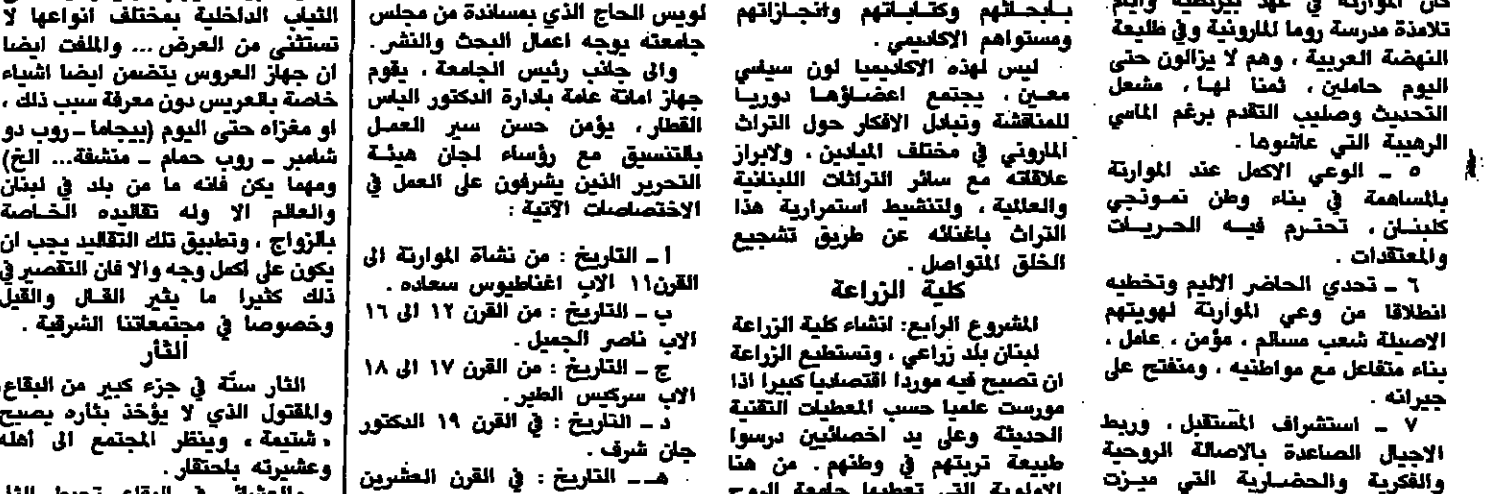 كان الموارنة في عهد بيزنطية وايام
تلامذة مدرسة روما المارونية وفي طليعة
النهضة العربية ، وهم لا يزالون حتى
اليوم حاملين ، ثمنا لها ، مشعل
التحديث وصليب التقدم برغم المآسي
الرهيبة التي عاشوها .
٥ ـ الوعي الاكمل عند الموارنة
بالمساهمة في بناء وطن نموذجي
كلبنان ، تحترم فيه الحريات
والمعتقدات .
٦ ـ تحدي الحاضر الاليم وتخطيه
انطلاقا من وعي الموارنة لهويتهم
الاصيلة شعب مسالم ، مؤمن ، عامل ،
بناء متفاعل مع مواطنيه ، ومنفتح على
جيرانه .
٧ ـ استشراف المستقبل ، وربط
الاجيال الصاعدة بالاصالة الروحية
والفكرية والحضارية التي ميزت
بابحاثهم وكتاباتهم وانجازاتهم
ومستواهم الاكاديمي .
ليس لهذه الاكاديميا لون سياسي
معين ، يجتمع اعضاؤها دوريا
للمناقشة وتبادل الافكار حول التراث
الماروني في مختلف الميادين ، ولابراز
علاقاته مع سائر التراثات اللبنانية
والعالمية ، ولتنشيط استمرارية هذا
التراث باغنائه عن طريق تشجيع
الخلق المتواصل .
كلية الزراعة
المشروع الرابع : انشاء كلية الزراعة
لبنان بلد زراعي ، وتستطيع الزراعة
ان تصبح فيه موردا اقتصاديا كبيرا اذا
مورست علميا حسب المعطيات التقنية
الحديثة وعلى يد اخصائيين درسوا
طبيعة تربتهم في وطنهم . من هنا
الاولوية التي تعطيها جامعة الروح
لويس الحاج الذي بمساندة من مجلس
جامعته يوجه اعمال البحث والنشر .
والى جانب رئيس الجامعة ، يقوم
جهاز امانة عامة بادارة الدكتور الياس
القطار ، يؤمن حسن سير العمل
بالتنسيق مع رؤساء لجان هيئة
التحرير الذين يشرفون على العمل في
الاختصاصات الآتية :
أ ـ التاريخ : من نشأة الموارنة الى
القرن ١١ الاب اغناطيوس سعاده .
ب ـ التاريخ : من القرن ١٢ الى ١٦
الاب ناصر الجميل .
ج ـ التاريخ : من القرن ١٧ الى ١٨
الاب سركيس الطبر .
د ـ التاريخ : في القرن ١٩ الدكتور
جان شرف .
هـ ـ التاريخ : في القرن العشرين
الثياب الداخلية بمختلف انواعها لا
تستثنى من العرض ... والملفت ايضا
ان جهاز العروس يتضمن ايضا اشياء
خاصة بالعريس دون معرفة سبب ذلك ،
او مغزاه حتى اليوم (بيجاما ـ روب دو
شامبر ـ روب حمام ـ منشفة... الخ)
ومهما يكن فانه ما من بلد في لبنان
والعالم الا وله تقاليده الخاصة
بالزواج ، وتطبيق تلك التقاليد يجب ان
يكون على اكمل وجه والا فان التقصير في
ذلك كثيرا ما يثير القال والقيل
وخصوصا في مجتمعاتنا الشرقية .
الثأر
الثأر سنّة في جزء كبير من البقاع،
والمقتول الذي لا يؤخذ بثأره يصبح
، شتيمة ، وينظر المجتمع الى أهله
وعشيرته باحتقار .